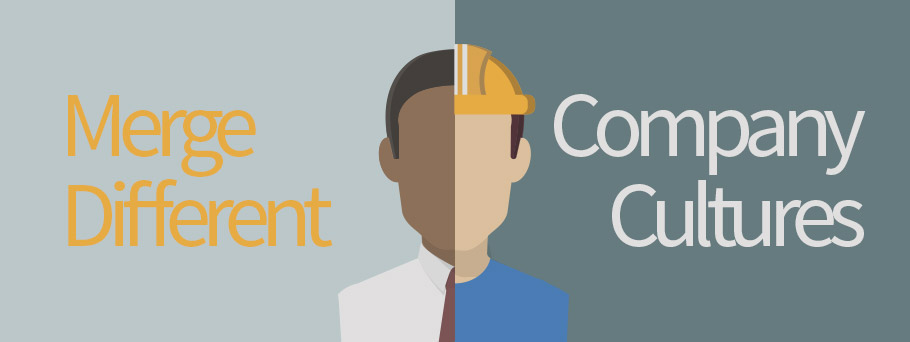 Merge
Different
Company
Cultures